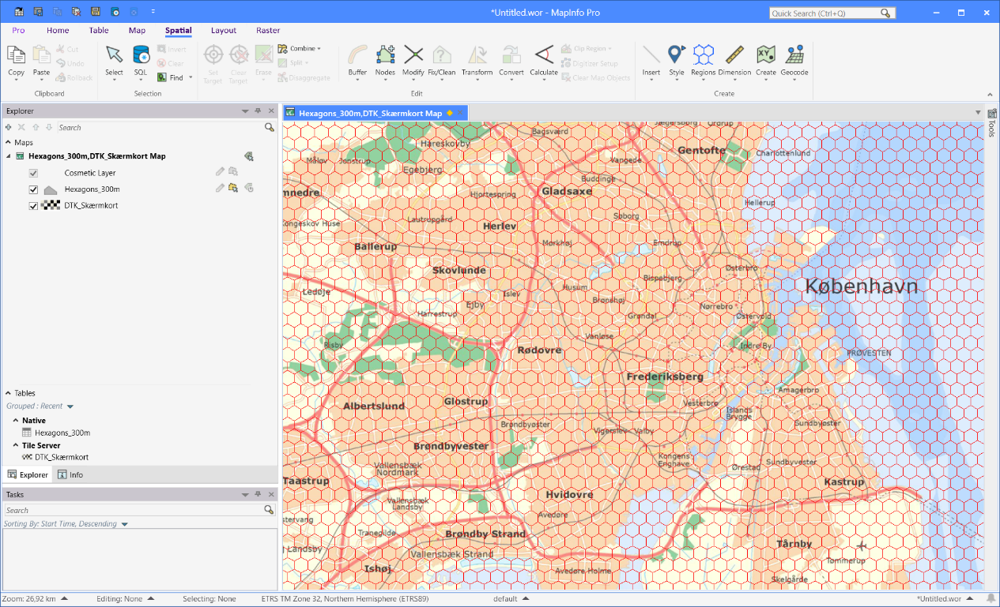 *Untitled.wor - MapInfo Pro
Quick Search (Ctrl+Q)
Pro Home Table Map Spatial Layout Raster
Copy Paste Cut Undo Rollback
Clipboard
Select SQL Insert Clear Find
Selection
Set Target Clear Target Erase Combine Split Disaggregate
Buffer Nodes Modify Fix/Clean Transform Convert Calculate Clip Region Digitizer Setup Clear Map Objects
Edit
Insert Style Regions Dimension Create Geocode
Create
Explorer
Search
Maps
Hexagons_300m,DTK_Skærmkort Map
Cosmetic Layer
Hexagons_300m
DTK_Skærmkort
Tables
Grouped : Recent
Native
Hexagons_300m
Tile Server
DTK_Skærmkort
Explorer Info
Tasks
Search
Sorting By: Start Time, Descending
Hexagons_300m,DTK_Skærmkort Map
Tools
Bagsværd
Jægersborg
Ordrup
Hareskovby
Gentofte
Charlottenlund
Måløv
Jonstrup
Vangede
Egebjerg
Buddinge
mnedre
Hjortespring
Gladsaxe
Hellerup
Søborg
Lautrupgård
ongeskov Huse
Herlev
Mørkhøj
Emdrup
Ballerup
Skovlunde
Østerbro
Bispebjerg
København
Husum
Ledøje
Islev
Brønshøj
Ejby
Nørrebro
Harrestrup
Grøndal
Østervold
Vanløse
Risby
Indre By
Rødovre
PRØVESTEN
Frederiksberg
Amagerbro
Albertslund
Glostrup
Vesterbro
Islands
Brygge
Brøndbyøster
Sundbyøster
Vigerslev
Valby
Brøndbyvester
Kongens
Enghave
Sundbyvester
Vallensbæk
Nordmark
Ørestad
Taastrup
Kastrup
Hvidovre
Vallensbæk
Landsby
Avedøre
stervang
Tranegilde
Brøndby Strand
Tårnby
j Landsby
Vallensbæk Strand
Tømmerup
Ishøj
Avedøre Holme
Skelgårde
Zoom: 26,92 km Editing: None Selecting: None ETRS TM Zone 32, Northern Hemisphere (ETRS89) default *Untitled.wor